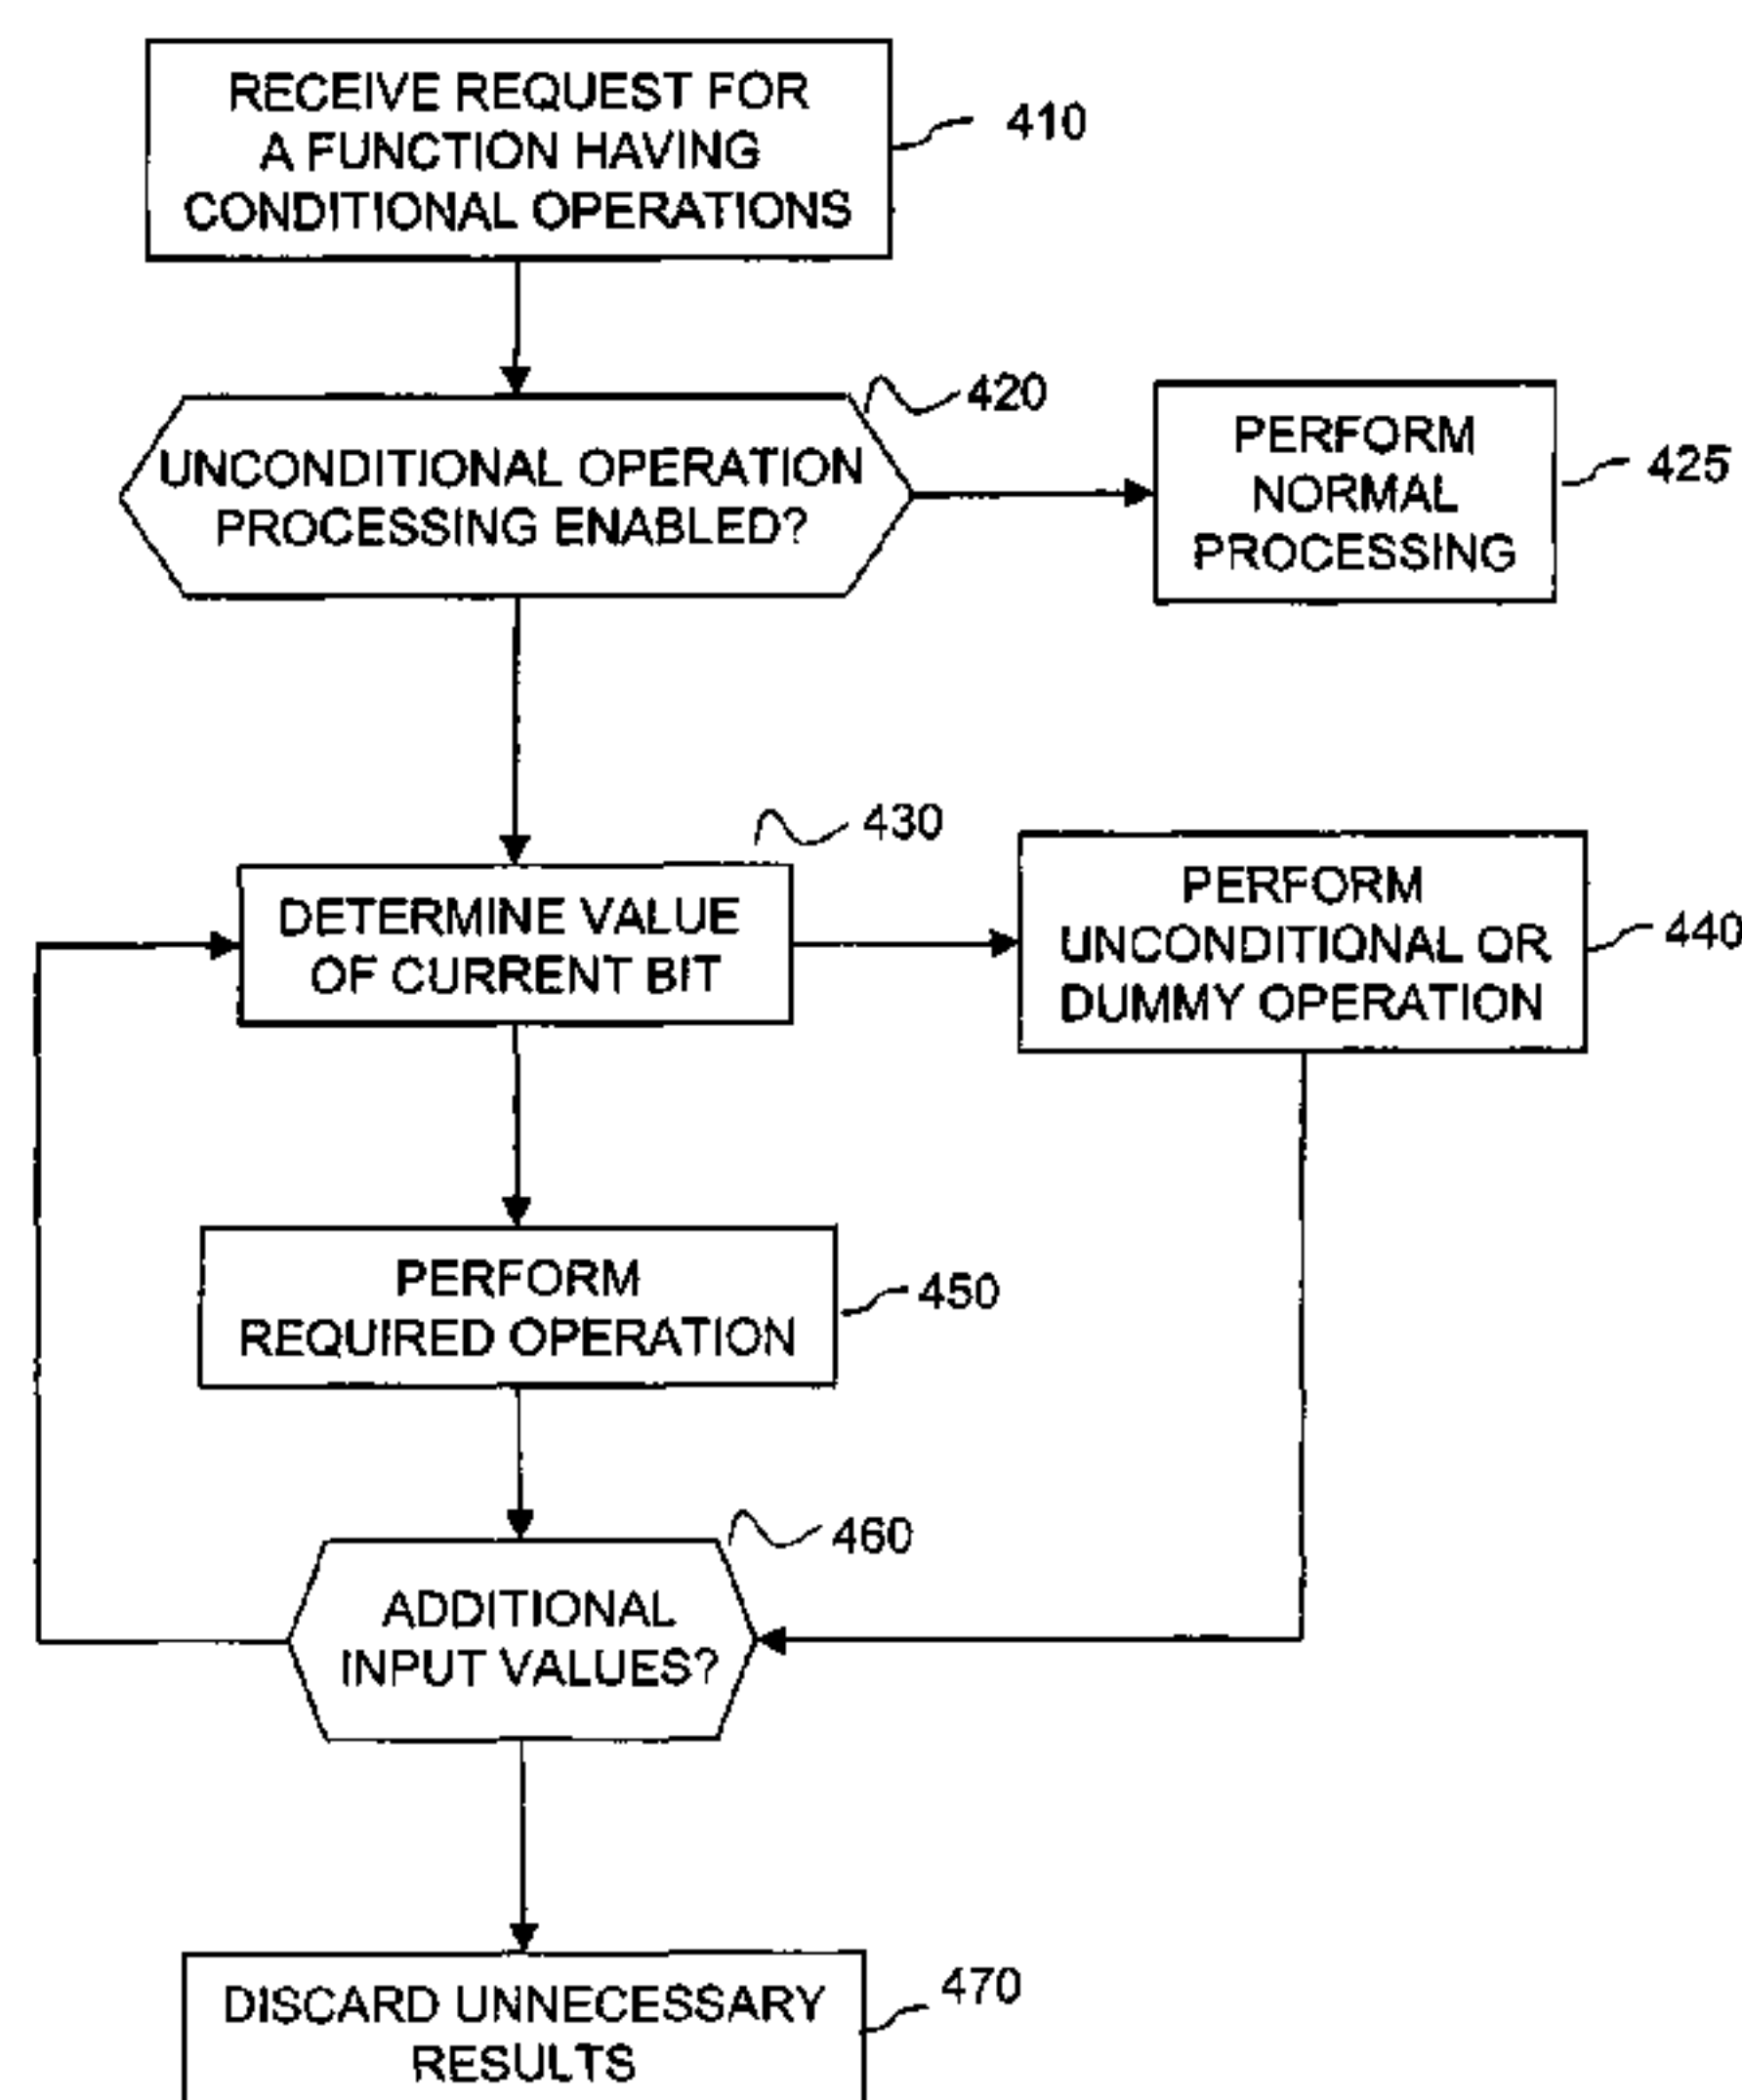 RECEIVE REQUEST FOR
A FUNCTION HAVING
CONDITIONAL OPERATIONS
410
UNCONDITIONAL OPERATION
PROCESSING ENABLED?
420
PERFORM
NORMAL
PROCESSING
425
DETERMINE VALUE
OF CURRENT BIT
430
PERFORM
UNCONDITIONAL OR
DUMMY OPERATION
440
PERFORM
REQUIRED OPERATION
450
ADDITIONAL
INPUT VALUES?
460
DISCARD UNNECESSARY
RESULTS
470